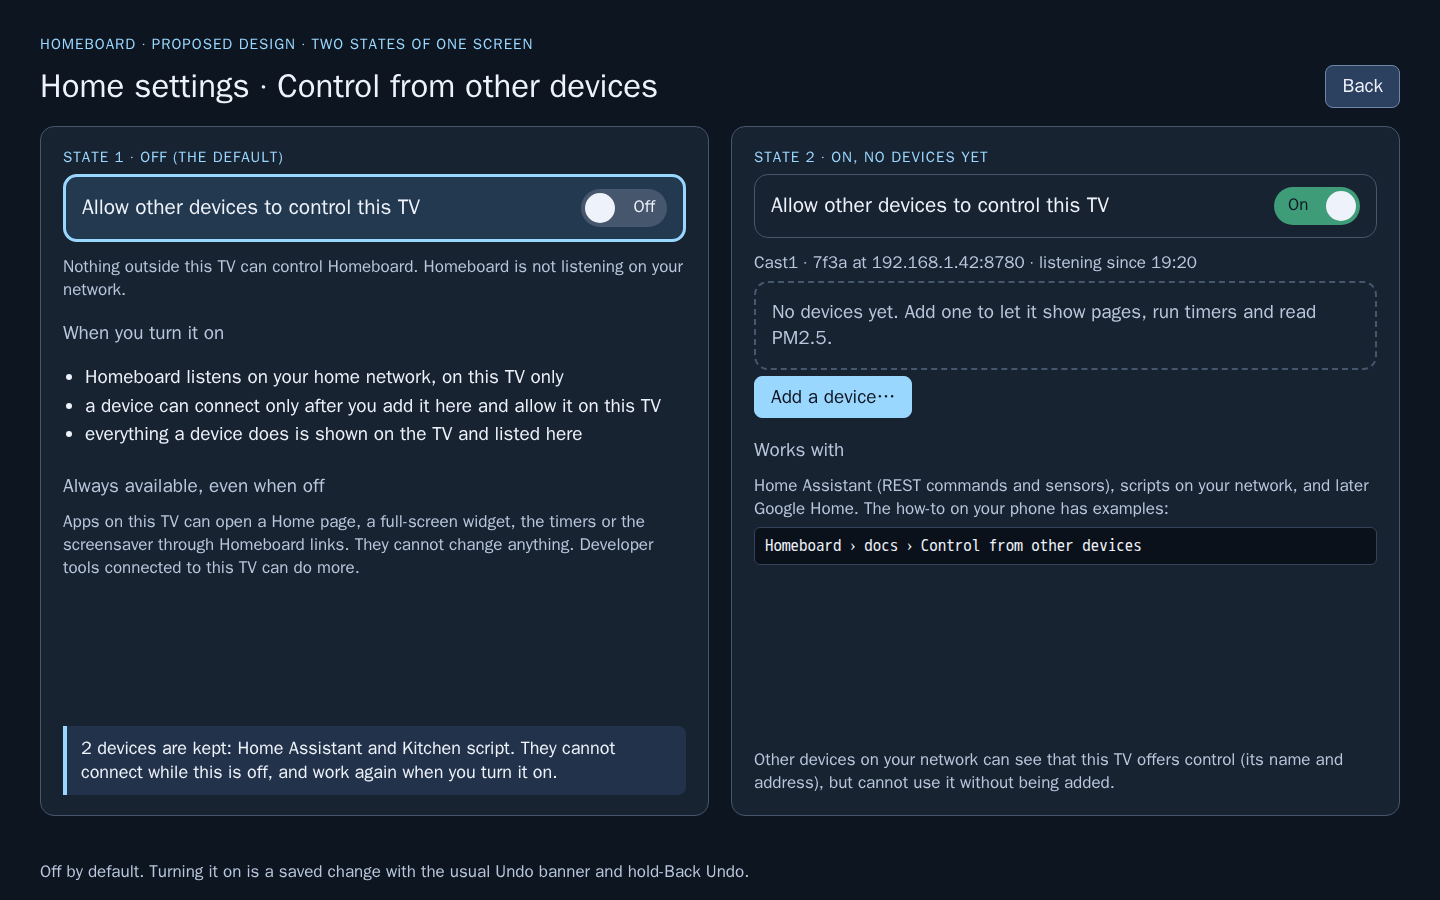 HOMEBOARD · PROPOSED DESIGN · TWO STATES OF ONE SCREEN
Home settings · Control from other devices
Back
STATE 1 · OFF (THE DEFAULT)
Allow other devices to control this TV
Off
Nothing outside this TV can control Homeboard. Homeboard is not listening on your
network.
When you turn it on
• Homeboard listens on your home network, on this TV only
• a device can connect only after you add it here and allow it on this TV
• everything a device does is shown on the TV and listed here
Always available, even when off
Apps on this TV can open a Home page, a full-screen widget, the timers or the
screensaver through Homeboard links. They cannot change anything. Developer
tools connected to this TV can do more.
2 devices are kept: Home Assistant and Kitchen script. They cannot
connect while this is off, and work again when you turn it on.
STATE 2 · ON, NO DEVICES YET
Allow other devices to control this TV
On
Cast1 · 7f3a at 192.168.1.42:8780 · listening since 19:20
No devices yet. Add one to let it show pages, run timers and read
PM2.5.
Add a device…
Works with
Home Assistant (REST commands and sensors), scripts on your network, and later
Google Home. The how-to on your phone has examples:
Homeboard › docs › Control from other devices
Other devices on your network can see that this TV offers control (its name and
address), but cannot use it without being added.
Off by default. Turning it on is a saved change with the usual Undo banner and hold-Back Undo.